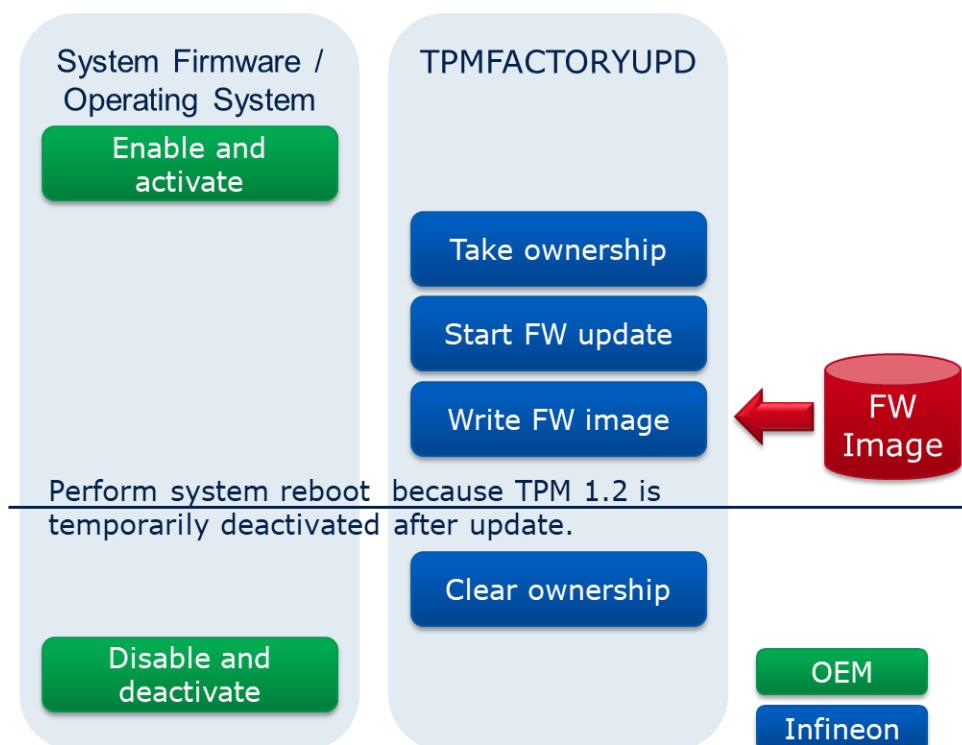 System Firmware /
Operating System
TPMFACTORYUPD
Enable and
activate
Take ownership
Start FW update
Write FW image
FW
Image
Perform system reboot because TPM 1.2 is
temporarily deactivated after update.
Clear ownership
Disable and
deactivate
OEM
Infineon